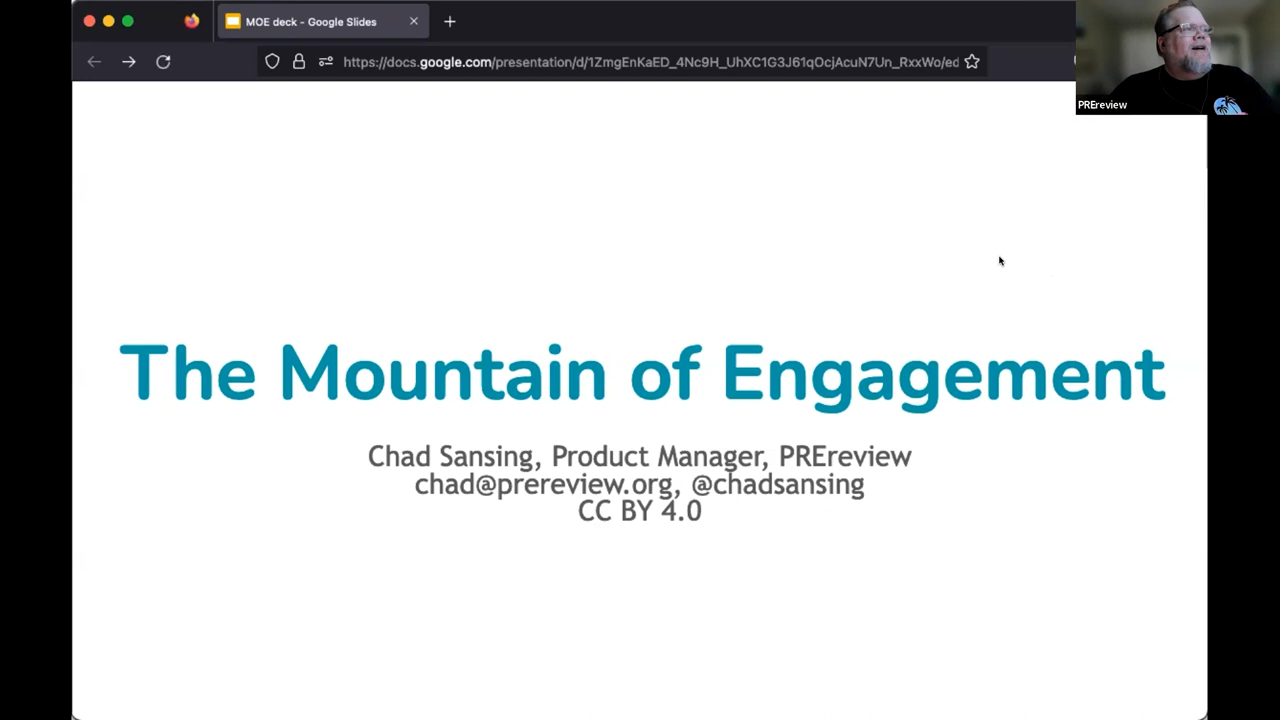 MOE deck - Google Slides
https://docs.google.com/presentation/d/1ZmgEnKaED_4Nc9H_UhXC1G3J61qOcjAcuN7Un_RxxWo/ed
PREreview
The Mountain of Engagement
Chad Sansing, Product Manager, PREreview
chad@prereview.org, @chadsansing
CC BY 4.0